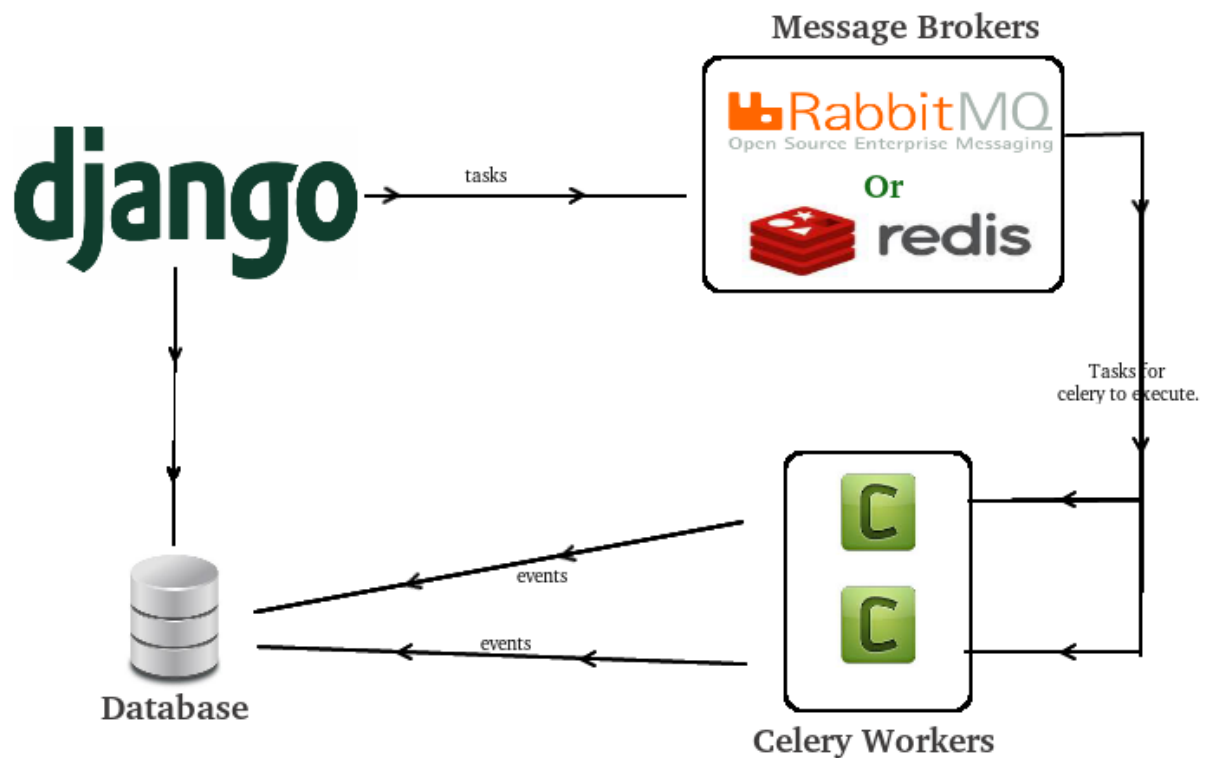 Message Brokers
RabbitMQ
Open Source Enterprise Messaging
django
tasks
Or
redis
Tasks for
celery to execute.
C
events
C
events
Database
Celery Workers